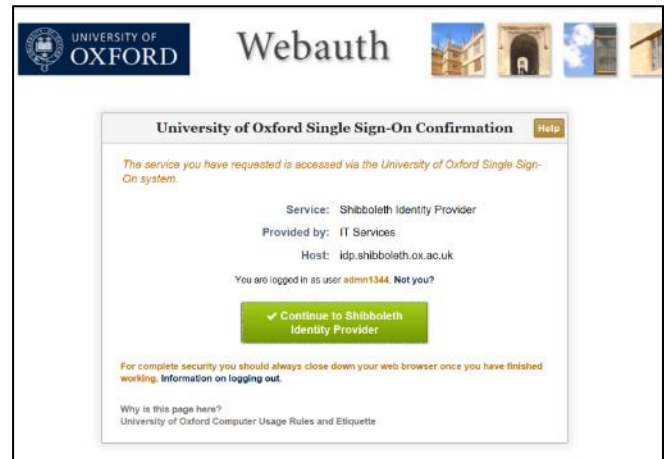 UNIVERSITY OF
OXFORD
Webauth
University of Oxford Single Sign-On Confirmation
Help
The service you have requested is accessed via the University of Oxford Single Sign-
On system.
Service: Shibboleth Identity Provider
Provided by: IT Services
Host: idp.shibboleth.ox.ac.uk
You are logged in as user admn1344. Not you?
✔ Continue to Shibboleth
Identity Provider
For complete security you should always close down your web browser once you have finished
working. Information on logging out.
Why is this page here?
University of Oxford Computer Usage Rules and Etiquette